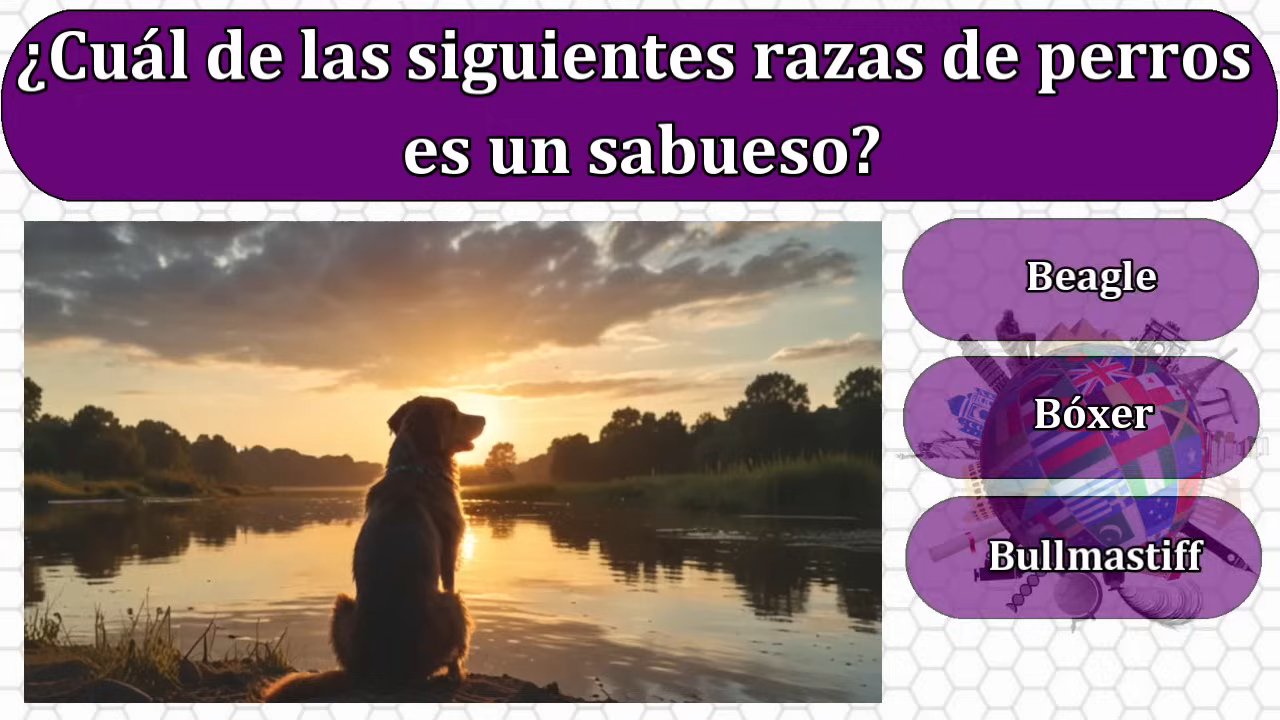 ¿Cuál de las siguientes razas de perros
es un sabueso?
Beagle
Bóxer
Bullmastiff